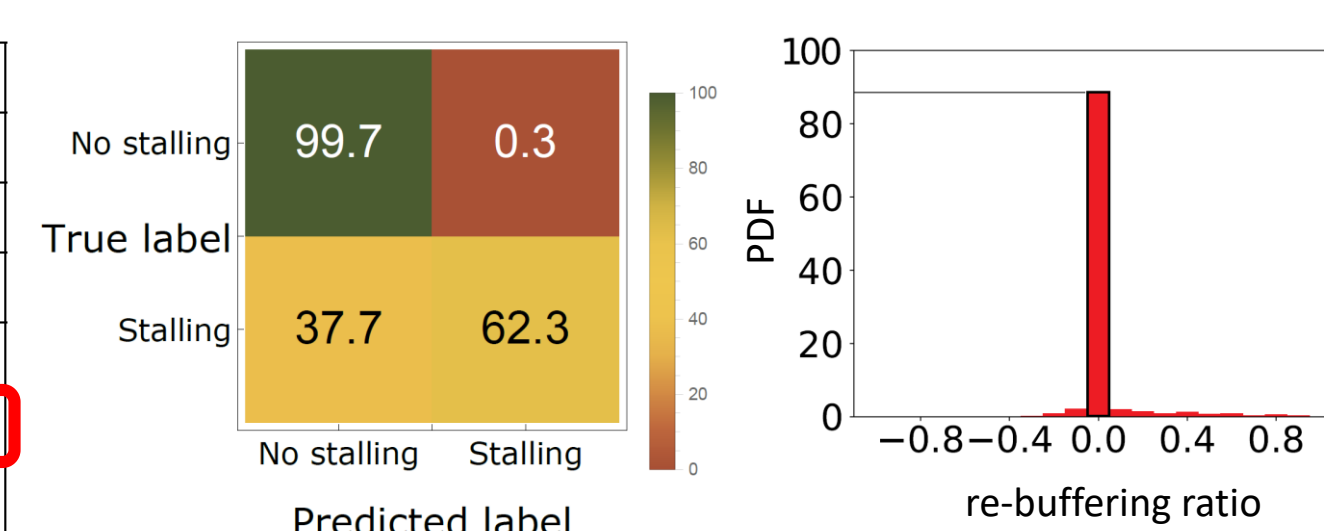 No stalling
True label
Stalling
99.7
0.3
37.7
62.3
No stalling
Stalling
Predicted label
100
80
60
40
20
0
PDF
100
80
60
40
20
0
−0.8
−0.4
0.0
0.4
0.8
re-buffering ratio